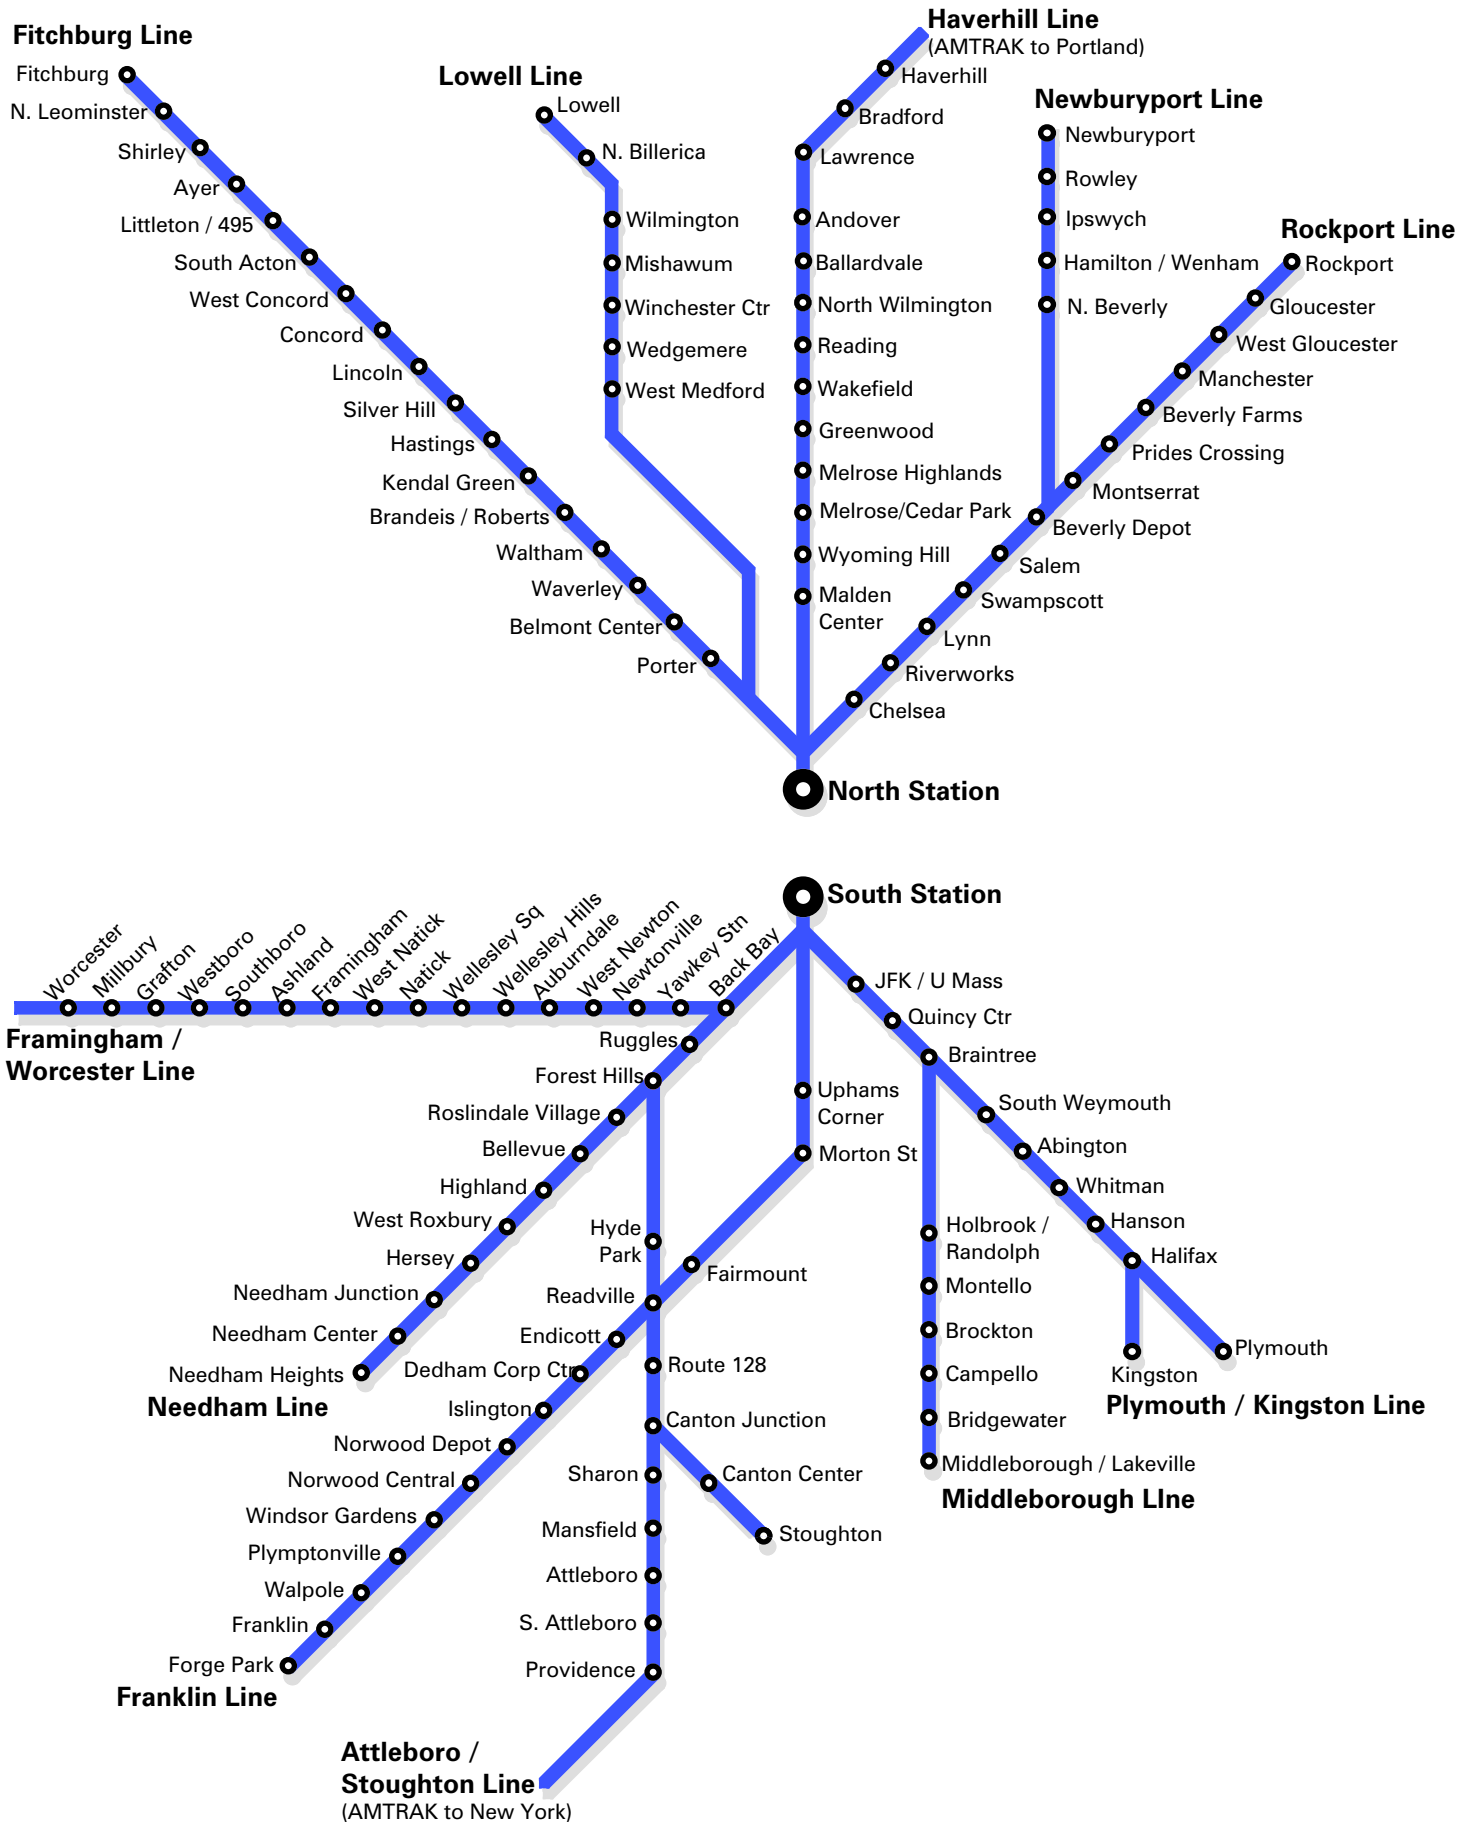 Fitchburg Line
Fitchburg
N. Leominster
Shirley
Ayer
Littleton / 495
South Acton
West Concord
Concord
Lincoln
Silver Hill
Hastings
Kendal Green
Brandeis / Roberts
Waltham
Waverley
Belmont Center
Porter
Lowell Line
Lowell
N. Billerica
Wilmington
Mishawum
Winchester Ctr
Wedgemere
West Medford
Haverhill Line
(AMTRAK to Portland)
Haverhill
Bradford
Lawrence
Andover
Ballardvale
North Wilmington
Reading
Wakefield
Greenwood
Melrose Highlands
Melrose/Cedar Park
Wyoming Hill
Malden
Center
Newburyport Line
Newburyport
Rowley
Ipswych
Hamilton / Wenham
N. Beverly
Rockport Line
Rockport
Gloucester
West Gloucester
Manchester
Beverly Farms
Prides Crossing
Montserrat
Beverly Depot
Salem
Swampscott
Lynn
Riverworks
Chelsea
North Station
South Station
Worcester
Millbury
Grafton
Westboro
Southboro
Ashland
Framingham
West Natick
Natick
Wellesley Sq
Wellesley Hills
Auburndale
West Newton
Newtonville
Yawkey Stn
Back Bay
Framingham /
Worcester Line
Ruggles
Forest Hills
Roslindale Village
Bellevue
Highland
West Roxbury
Hersey
Needham Junction
Needham Center
Needham Heights
Needham Line
Hyde
Park
Readville
Endicott
Dedham Corp Ctr
Islington
Norwood Depot
Norwood Central
Windsor Gardens
Plymptonville
Walpole
Franklin
Forge Park
Franklin Line
Uphams
Corner
Morton St
Fairmount
Route 128
Canton Junction
Canton Center
Stoughton
Sharon
Mansfield
Attleboro
S. Attleboro
Providence
Attleboro /
Stoughton Line
(AMTRAK to New York)
JFK / U Mass
Quincy Ctr
Braintree
South Weymouth
Abington
Whitman
Hanson
Halifax
Kingston
Plymouth
Plymouth / Kingston Line
Holbrook /
Randolph
Montello
Brockton
Campello
Bridgewater
Middleborough / Lakeville
Middleborough LIne